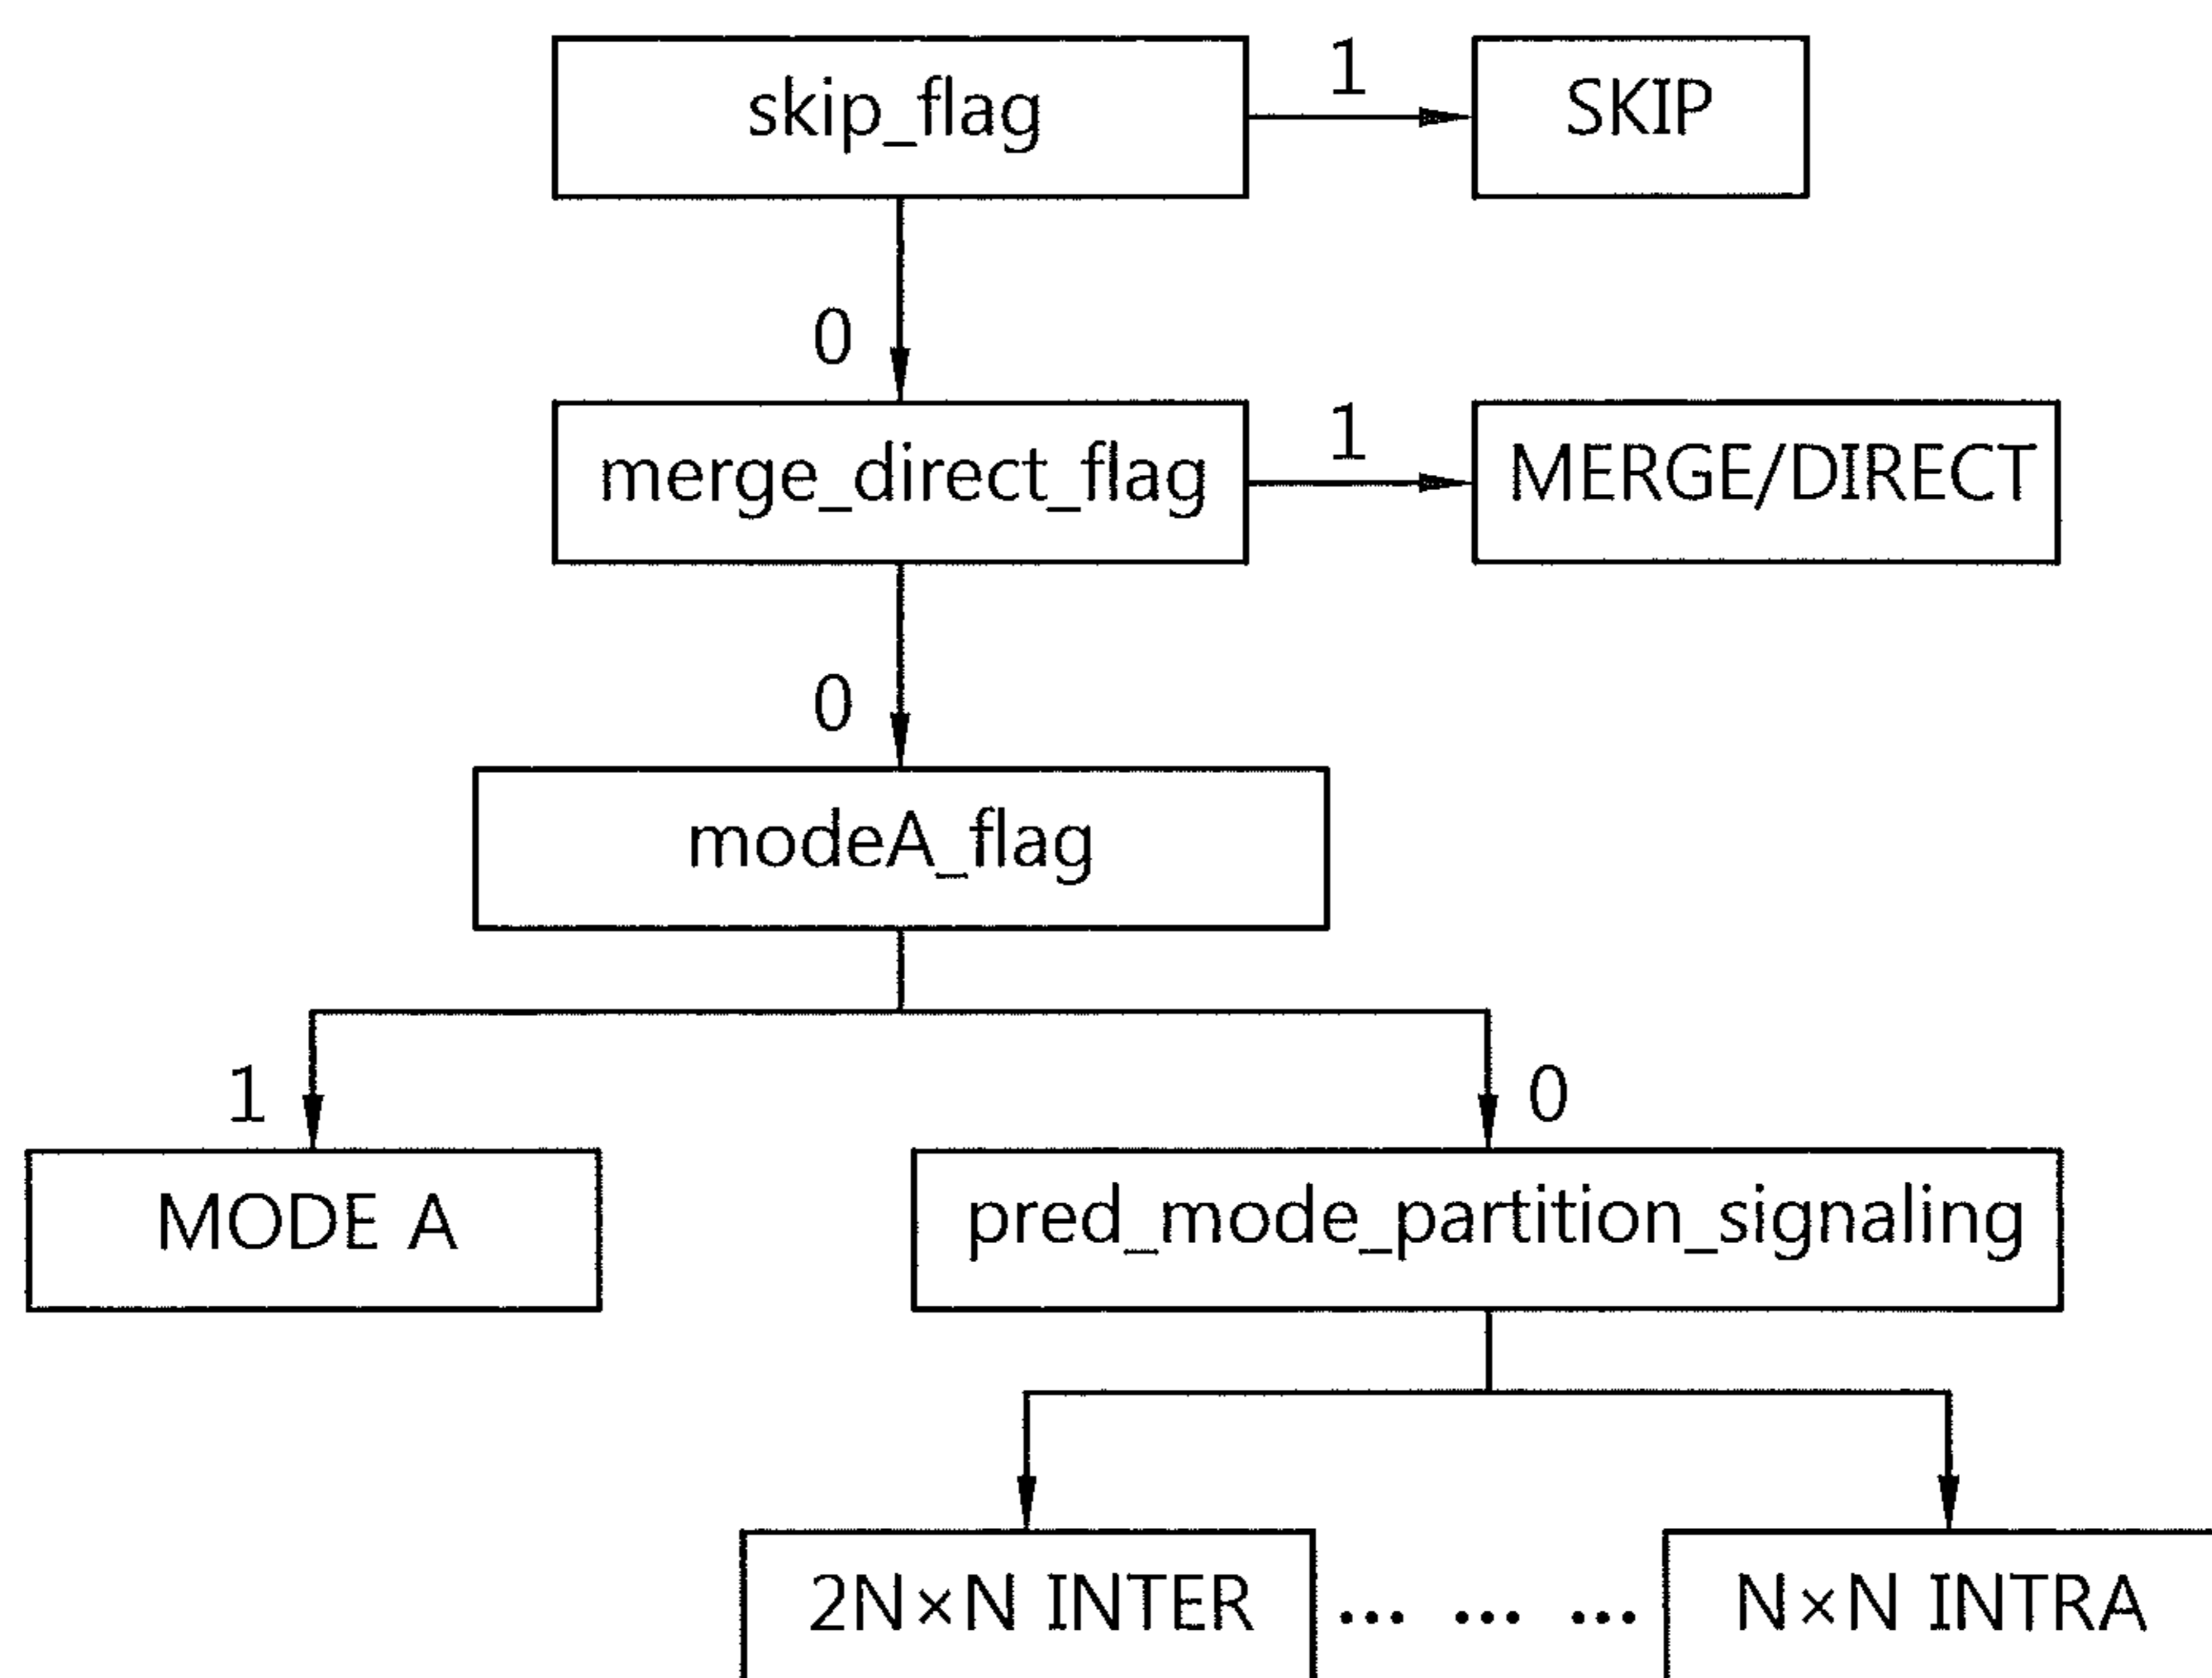 skip_flag 1 SKIP
0
merge_direct_flag 1 MERGE/DIRECT
0
modeA_flag
1 0
MODE A pred_mode_partition_signaling
2N×N INTER ... ... ... N×N INTRA